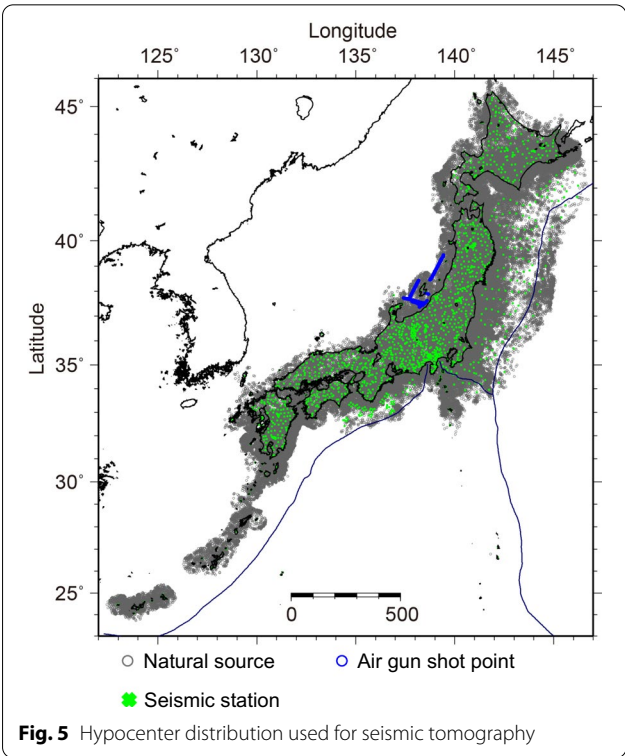 Longitude
125° 130° 135° 140° 145°
45°
40°
Latitude
35°
30°
25°
0 500
Natural source Air gun shot point
Seismic station
Fig. 5 Hypocenter distribution used for seismic tomography